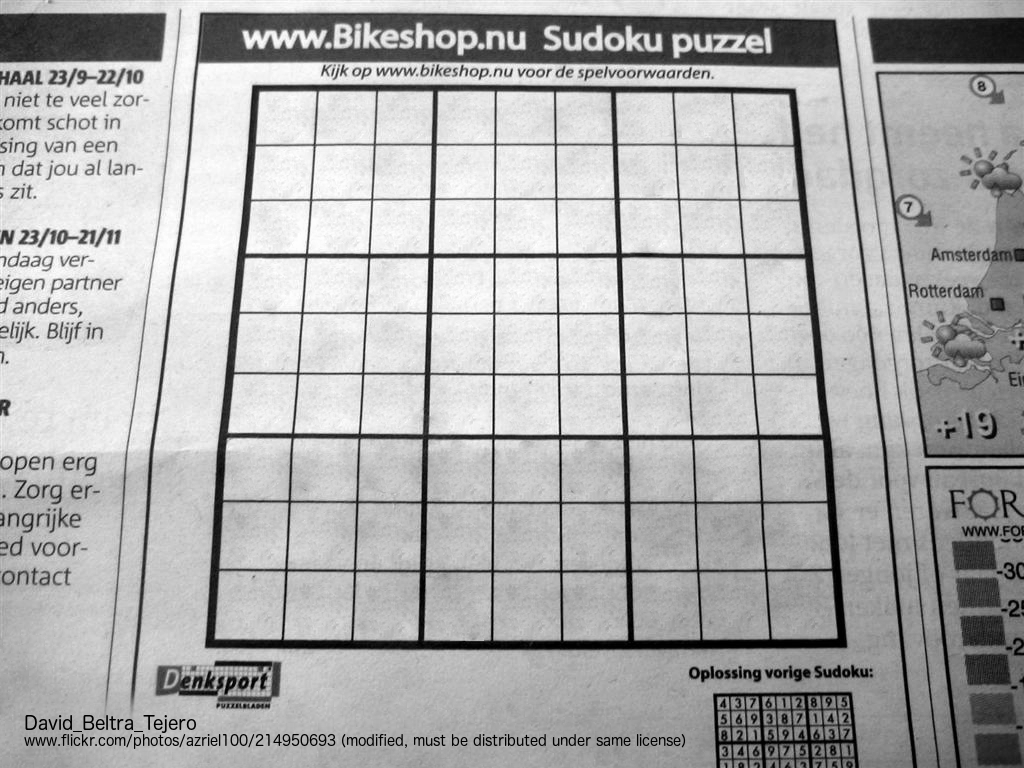 www.Bikeshop.nu Sudoku puzzel
Kijk op www.bikeshop.nu voor de spelvoorwaarden.
HAAL 23/9–22/10
niet te veel zor-
komt schot in
sing van een
n dat jou al lan-
s zit.
N 23/10–21/11
ndaag ver-
eigen partner
d anders,
elijk. Blijf in
n.
R
open erg
. Zorg er-
angrijke
ed voor-
contact
8
7
Amsterdam
Rotterdam
Ei
+19
FOR
WWW.FO
-30
-25
-2
Denksport
PUZZELBLADEN
Oplossing vorige Sudoku:
4 3 7 6 1 2 8 9 5
5 6 9 3 8 7 1 4 2
8 2 1 5 9 4 6 3 7
3 4 6 9 7 5 2 8 1
David_Beltra_Tejero
www.flickr.com/photos/azriel100/214950693 (modified, must be distributed under same license)